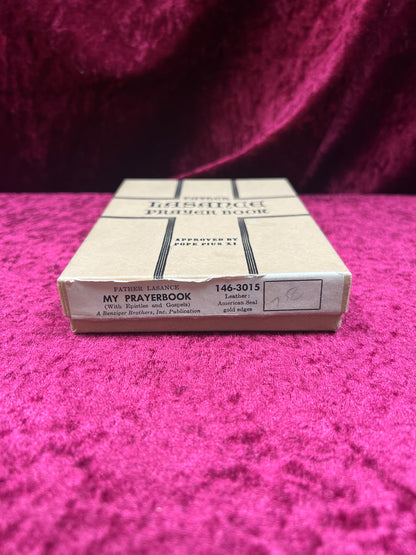 FATHER
LASANCE
PRAYER BOOK
APPROVED BY
POPE PIUS XI
FATHER LASANCE
MY PRAYERBOOK
(With Epistles and Gospels)
A Benziger Brothers, Inc. Publication
146-3015
Leather:
American Seal
gold edges